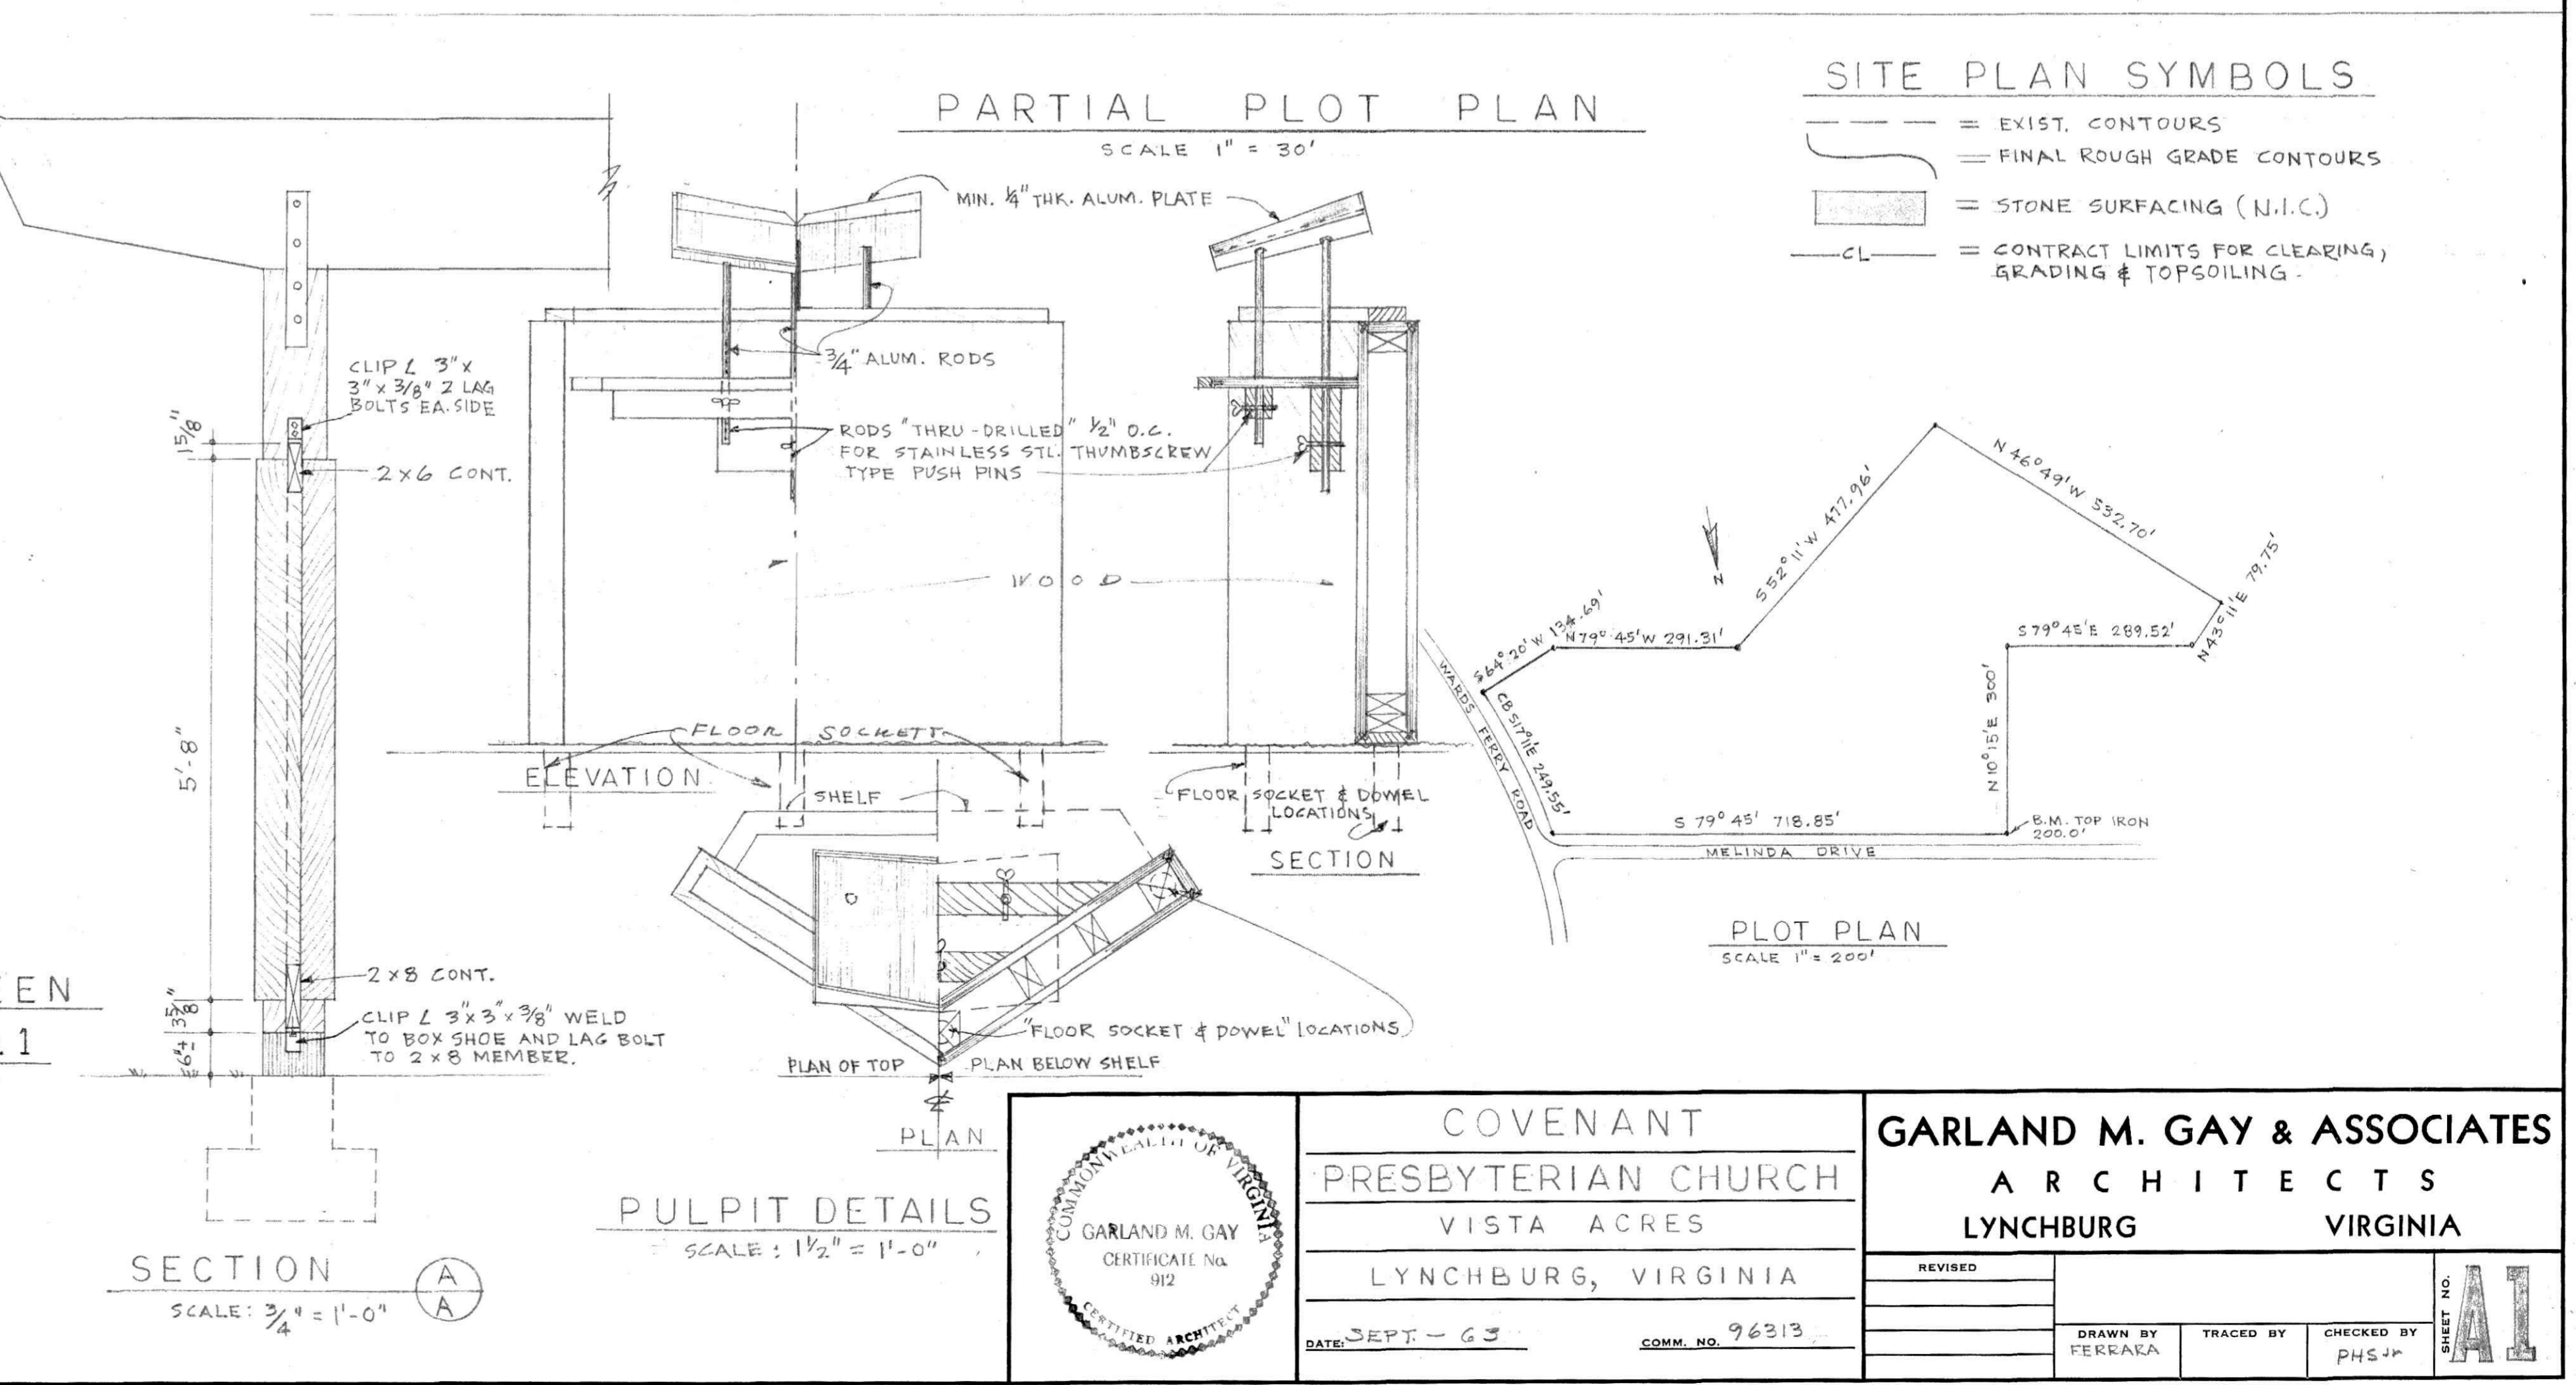 PARTIAL PLOT PLAN
SCALE 1" = 30'
SITE PLAN SYMBOLS
= EXIST. CONTOURS
= FINAL ROUGH GRADE CONTOURS
= STONE SURFACING (N.I.C.)
CL
= CONTRACT LIMITS FOR CLEARING,
GRADING & TOPSOILING.
MIN. ¼" THK. ALUM. PLATE
3/4" ALUM. RODS
RODS "THRU-DRILLED" ½" O.C.
FOR STAINLESS STL. THUMBSCREW
TYPE PUSH PINS
WOOD
FLOOR SOCKETT
ELEVATION
SHELF
FLOOR SOCKET & DOWEL
LOCATIONS
SECTION
"FLOOR SOCKET & DOWEL" LOCATIONS
PLAN OF TOP
PLAN BELOW SHELF
PLAN
PULPIT DETAILS
SCALE: 1½" = 1'-0"
CLIP L 3" x
3" x 3/8" 2 LAG
BOLTS EA. SIDE
1 5/8"
2 x 6 CONT.
5'-8"
2 x 8 CONT.
3 5/8"
6"±
CLIP L 3" x 3" x 3/8" WELD
TO BOX SHOE AND LAG BOLT
TO 2 x 8 MEMBER.
EEN
.1
SECTION
A
A
SCALE: 3/4" = 1'-0"
N
N 46° 49' W 532.70'
S 52° 11' W 477.96'
N 43° 11' E 79.75'
S 64° 20' W 134.69'
N 79° 45' W 291.31'
S 79° 45' E 289.52'
N 10° 15' E 300'
CB S 17° 11' E 249.55'
S 79° 45' 718.85'
B.M. TOP IRON
200.0'
WARDS FERRY ROAD
MELINDA DRIVE
PLOT PLAN
SCALE 1" = 200'
COMMONWEALTH OF VIRGINIA
GARLAND M. GAY
CERTIFICATE No.
912
CERTIFIED ARCHITECT
COVENANT
PRESBYTERIAN CHURCH
VISTA ACRES
LYNCHBURG, VIRGINIA
DATE: SEPT. - 63
COMM. NO. 96313
GARLAND M. GAY & ASSOCIATES
ARCHITECTS
LYNCHBURG VIRGINIA
REVISED
DRAWN BY
FERRARA
TRACED BY
CHECKED BY
PHS Jr
SHEET NO.
A1